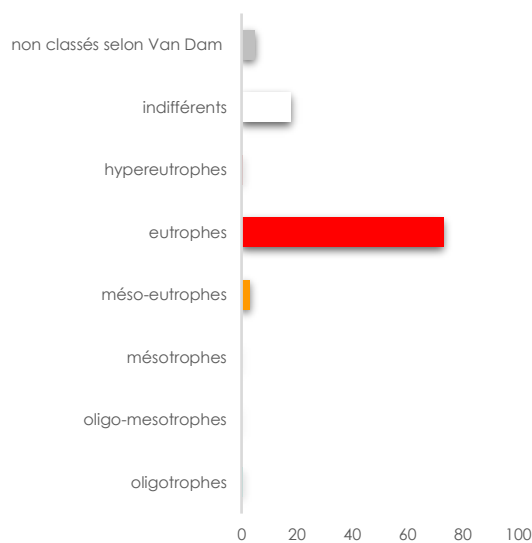 non classés selon Van Dam
indifférents
hypereutrophes
eutrophes
méso-eutrophes
mésotrophes
oligo-mesotrophes
oligotrophes
0 20 40 60 80 100